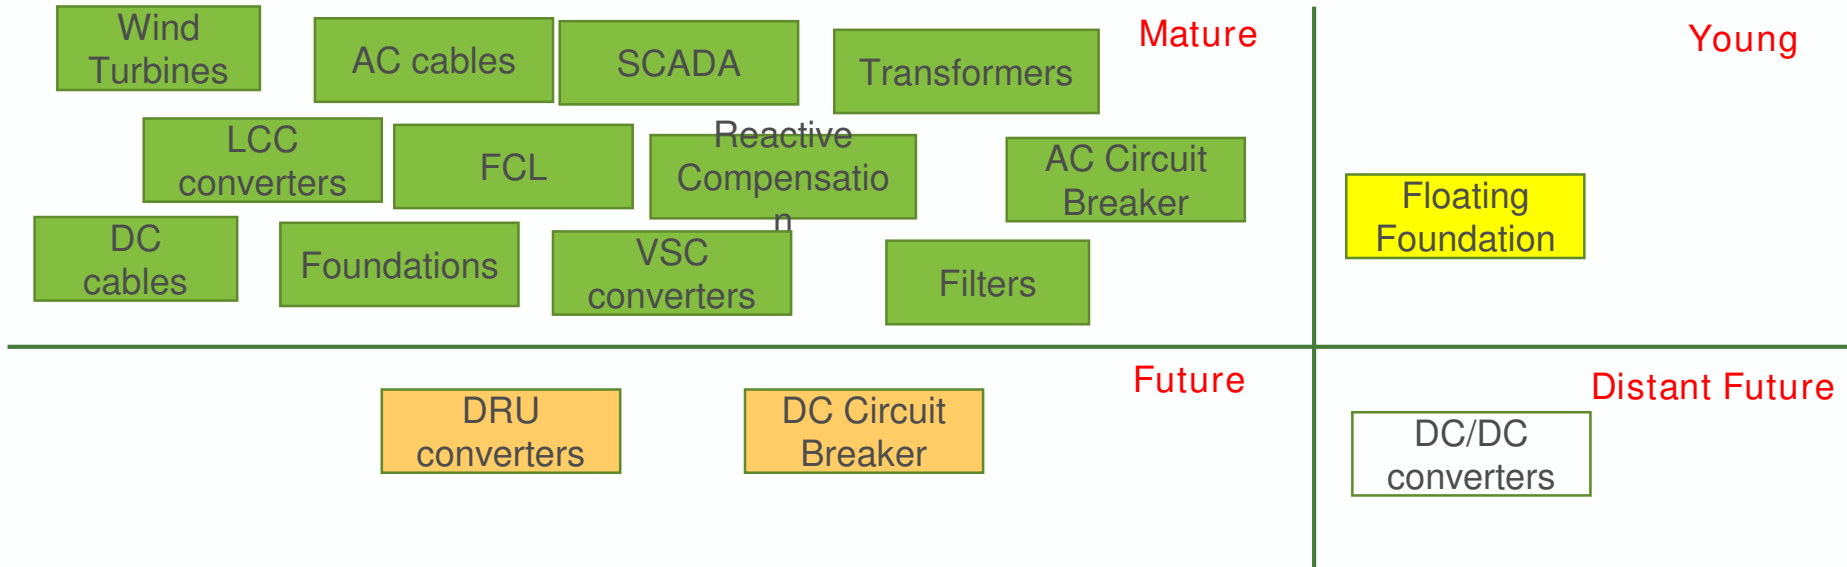 Wind
Turbines
AC cables
SCADA
Transformers
Mature
Young
LCC
converters
FCL
Reactive
Compensatio
n
AC Circuit
Breaker
Floating
Foundation
DC
cables
Foundations
VSC
converters
Filters
Future
Distant Future
DRU
converters
DC Circuit
Breaker
DC/DC
converters